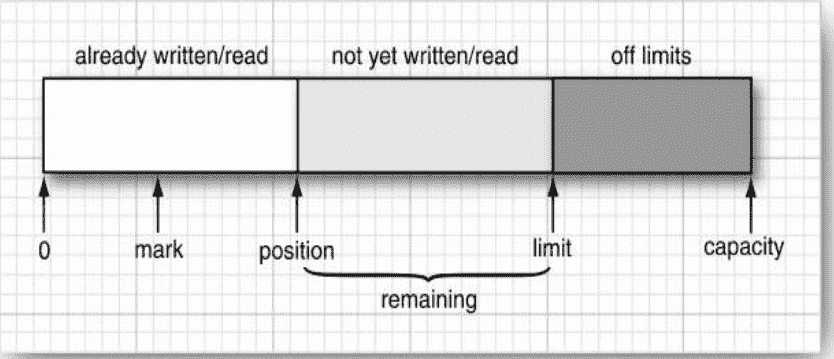 already written/read not yet written/read off limits
0 mark position limit capacity
remaining